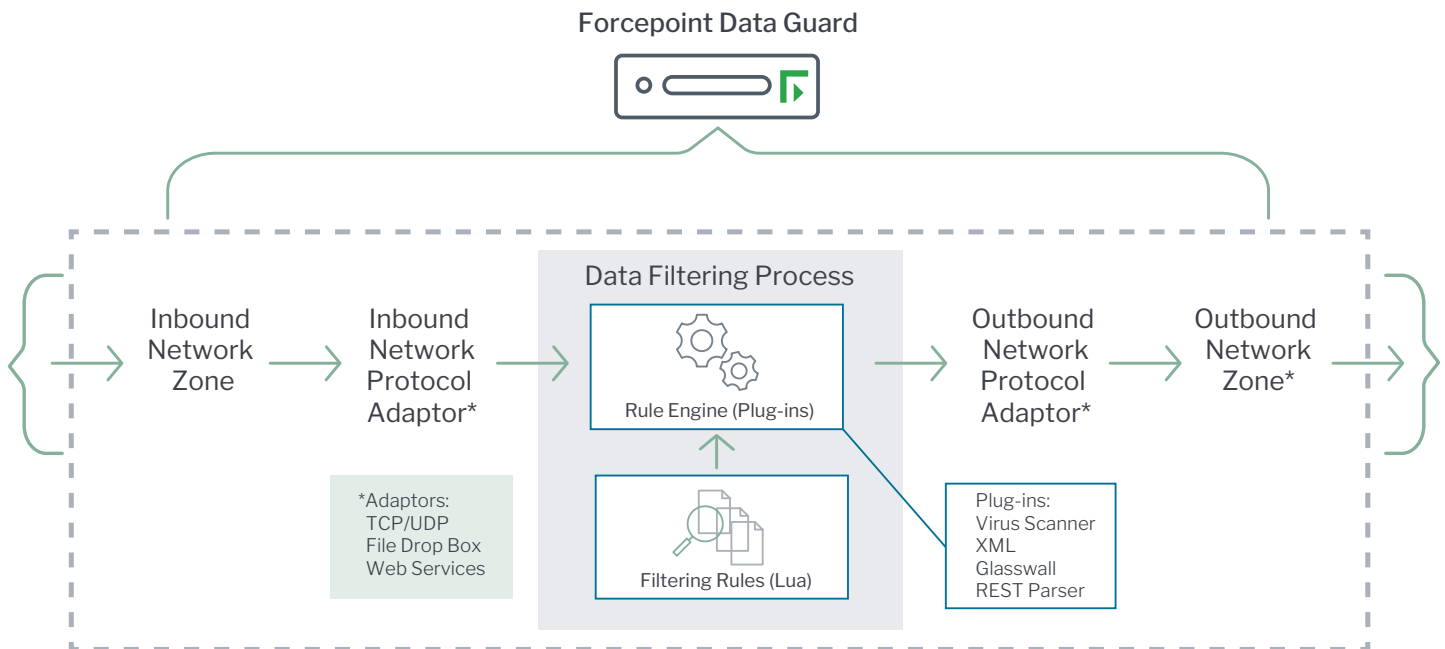 Forcepoint Data Guard
Data Filtering Process
Inbound
Network
Zone
Inbound
Network
Protocol
Adaptor*
Rule Engine (Plug-ins)
Outbound
Network
Protocol
Adaptor*
Outbound
Network
Zone*
*Adaptors:
TCP/UDP
File Drop Box
Web Services
Filtering Rules (Lua)
Plug-ins:
Virus Scanner
XML
Glasswall
REST Parser